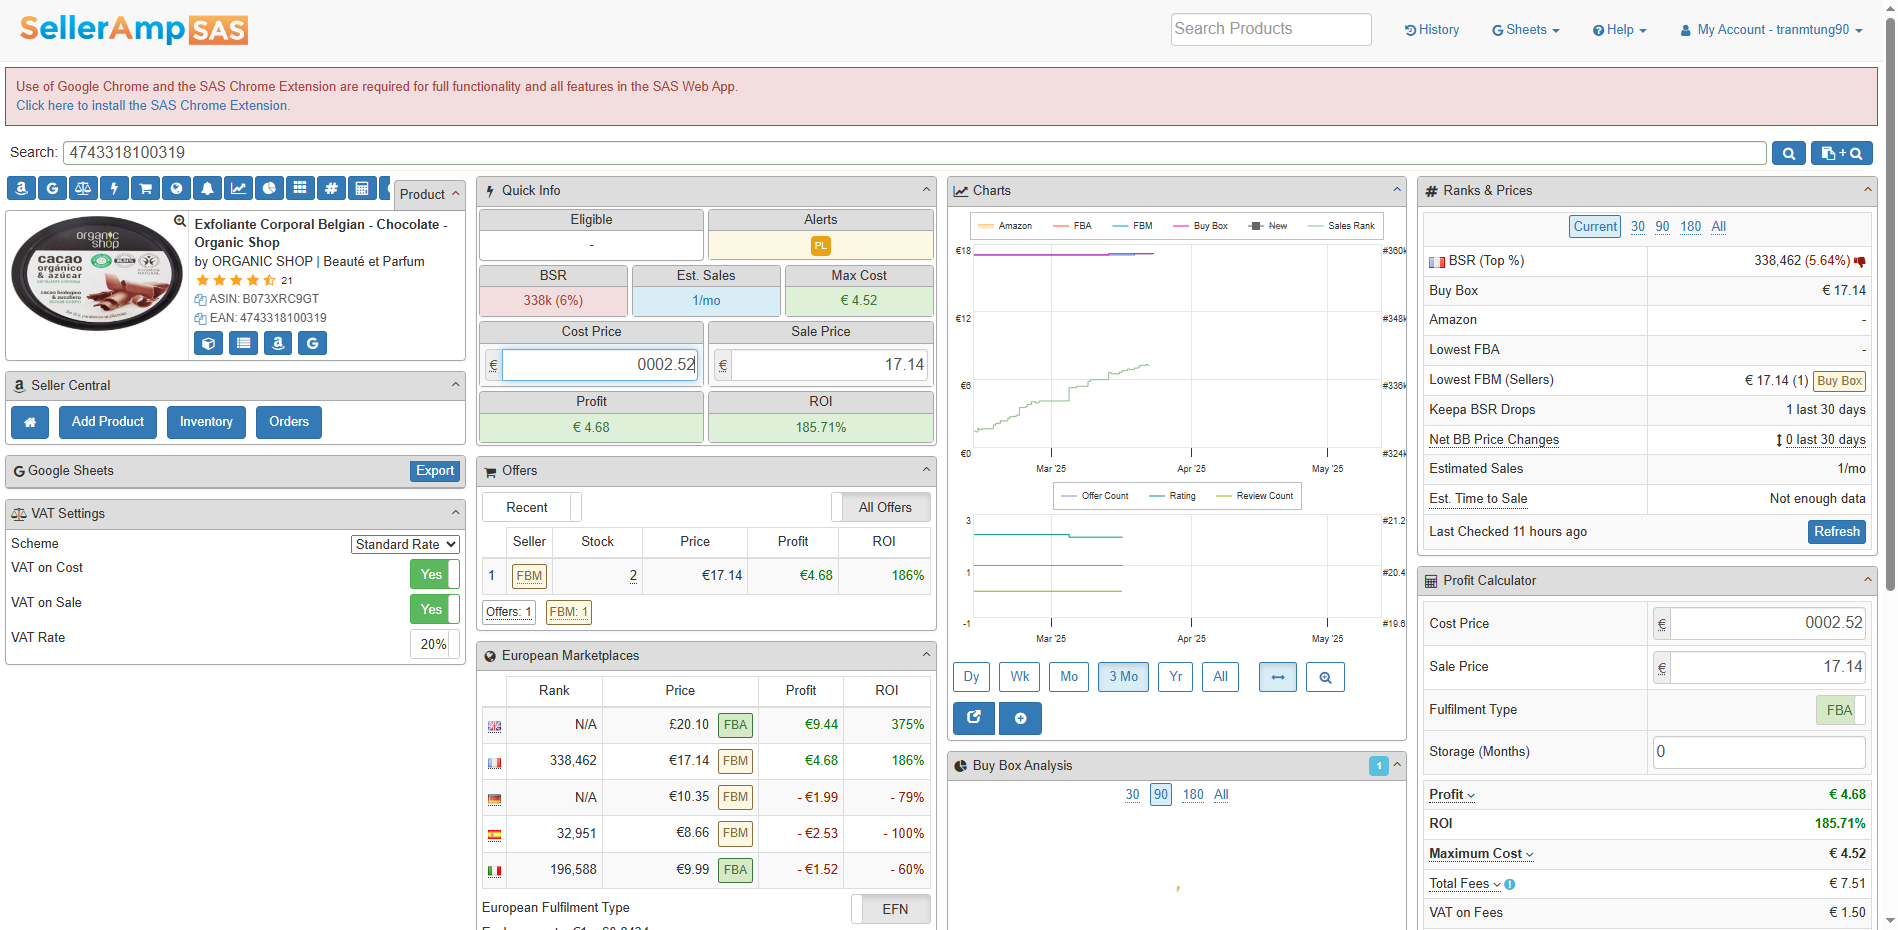 SellerAmp SAS
Search Products
History
Sheets
Help
My Account - tranmtung90
Use of Google Chrome and the SAS Chrome Extension are required for full functionality and all features in the SAS Web App.
Click here to install the SAS Chrome Extension.
Search: 4743318100319
Product
organic shop
cacao
orgánico
& azúcar
Exfoliante Corporal Belgian - Chocolate - Organic Shop
by ORGANIC SHOP | Beauté et Parfum
21
ASIN: B073XRC9GT
EAN: 4743318100319
Seller Central
Add Product Inventory Orders
Google Sheets Export
VAT Settings
Scheme Standard Rate
VAT on Cost Yes
VAT on Sale Yes
VAT Rate 20%
Quick Info
Eligible Alerts
- PL
BSR Est. Sales Max Cost
338k (6%) 1/mo € 4.52
Cost Price Sale Price
€ 0002.52 € 17.14
Profit ROI
€ 4.68 185.71%
Offers
Recent All Offers
Seller Stock Price Profit ROI
1 FBM 2 €17.14 €4.68 186%
Offers: 1 FBM: 1
European Marketplaces
Rank Price Profit ROI
N/A £20.10 FBA €9.44 375%
338,462 €17.14 FBM €4.68 186%
N/A €10.35 FBM - €1.99 - 79%
32,951 €8.66 FBM - €2.53 - 100%
196,588 €9.99 FBA - €1.52 - 60%
European Fulfilment Type EFN
Charts
Amazon FBA FBM Buy Box New Sales Rank
€18 #360k
€12 #348k
€6 #336k
€0 #324k
Mar '25 Apr '25 May '25
Offer Count Rating Review Count
3 #21.2
1 #20.4
-1 #19.6
Mar '25 Apr '25 May '25
Dy Wk Mo 3 Mo Yr All
Buy Box Analysis 1
30 90 180 All
Ranks & Prices
Current 30 90 180 All
BSR (Top %) 338,462 (5.64%)
Buy Box € 17.14
Amazon -
Lowest FBA -
Lowest FBM (Sellers) € 17.14 (1) Buy Box
Keepa BSR Drops 1 last 30 days
Net BB Price Changes 0 last 30 days
Estimated Sales 1/mo
Est. Time to Sale Not enough data
Last Checked 11 hours ago Refresh
Profit Calculator
Cost Price € 0002.52
Sale Price € 17.14
Fulfilment Type FBA
Storage (Months) 0
Profit € 4.68
ROI 185.71%
Maximum Cost € 4.52
Total Fees € 7.51
VAT on Fees € 1.50